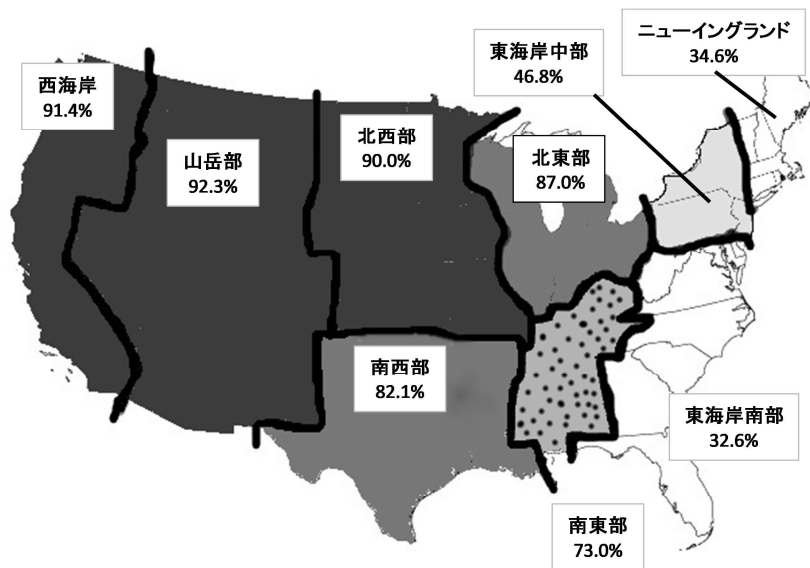 ニューイングランド
34.6%
東海岸中部
46.8%
西海岸
91.4%
山岳部
92.3%
北西部
90.0%
北東部
87.0%
南西部
82.1%
東海岸南部
32.6%
南東部
73.0%